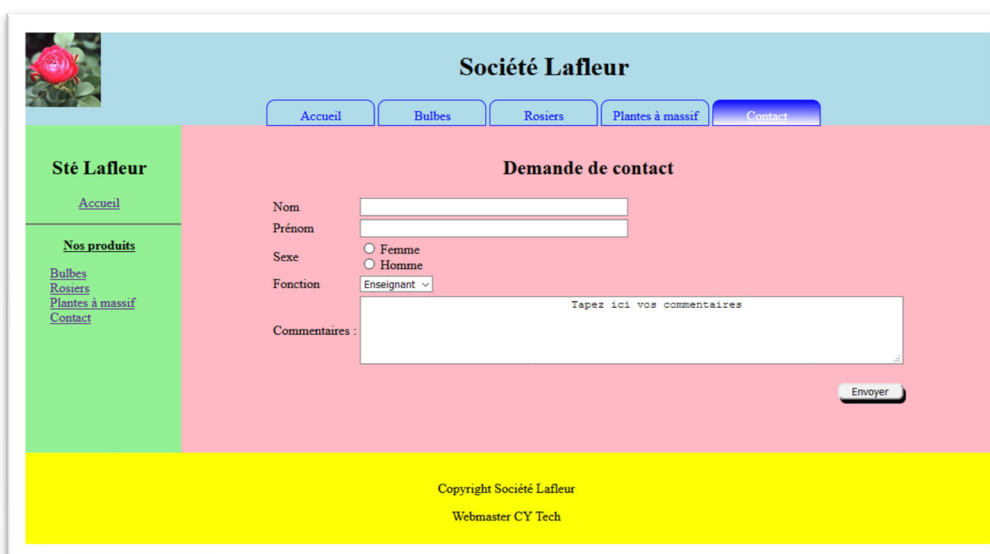 Société Lafleur
Accueil Bulbes Rosiers Plantes à massif Contact
Sté Lafleur
Accueil
Nos produits
Bulbes
Rosiers
Plantes à massif
Contact
Demande de contact
Nom
Prénom
Sexe
Femme
Homme
Fonction Enseignant
Commentaires : Tapez ici vos commentaires
Envoyer
Copyright Société Lafleur
Webmaster CY Tech